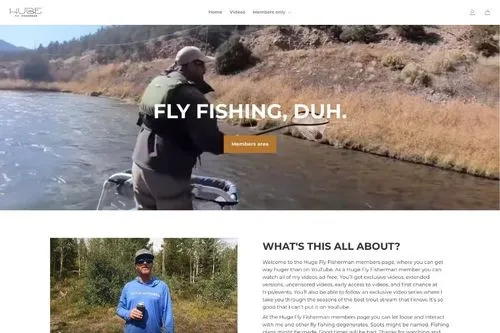 HUGE
FLY FISHERMAN
Home Videos Members only
FLY FISHING, DUH.
Members area
WHAT'S THIS ALL ABOUT?
Welcome to the Huge Fly Fisherman members page, where you can get
way huger than on YouTube. As a Huge Fly Fisherman member you can
watch all of my videos ad-free. You'll get exclusive videos, extended
versions, uncensored videos, early access to videos, and first chance at
trips/events. You'll also be able to follow an exclusive video series where I
take you through the seasons of the best trout stream that I know. It's so
good that I can't put it on Youtube.
At the Huge Fly Fisherman members page you can let loose and interact
with me and other fly fishing degenerates. Spots might be named. Fishing
plans might be made. Good times will be had. Thanks for watching and